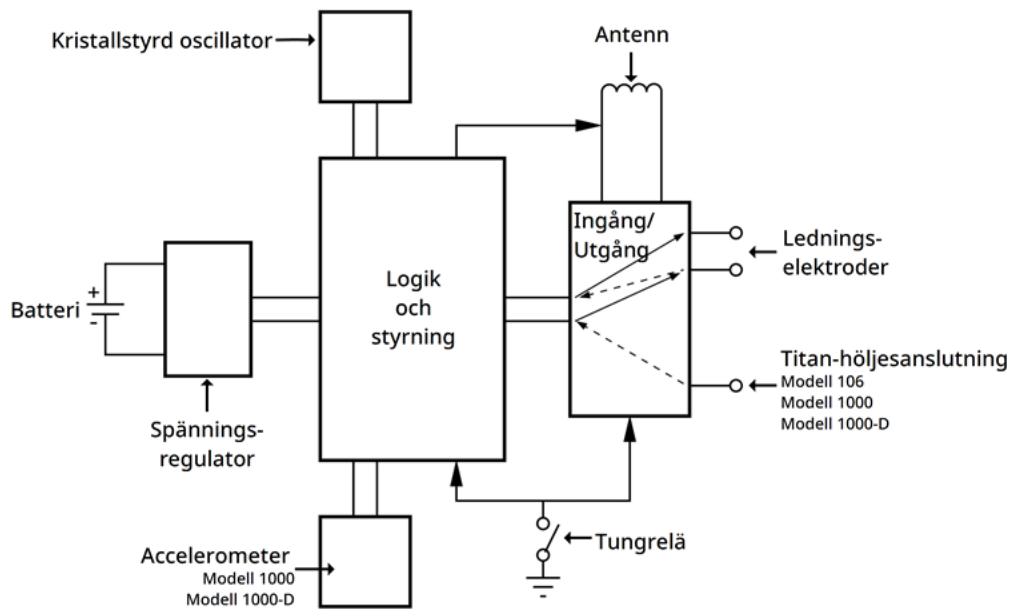 Kristallstyrd oscillator
Antenn
Ingång/
Utgång
Lednings-
elektroder
Logik
och
styrning
Batteri
+
-
Titan-höljesanslutning
Modell 106
Modell 1000
Modell 1000-D
Spännings-
regulator
Tungrelä
Accelerometer
Modell 1000
Modell 1000-D